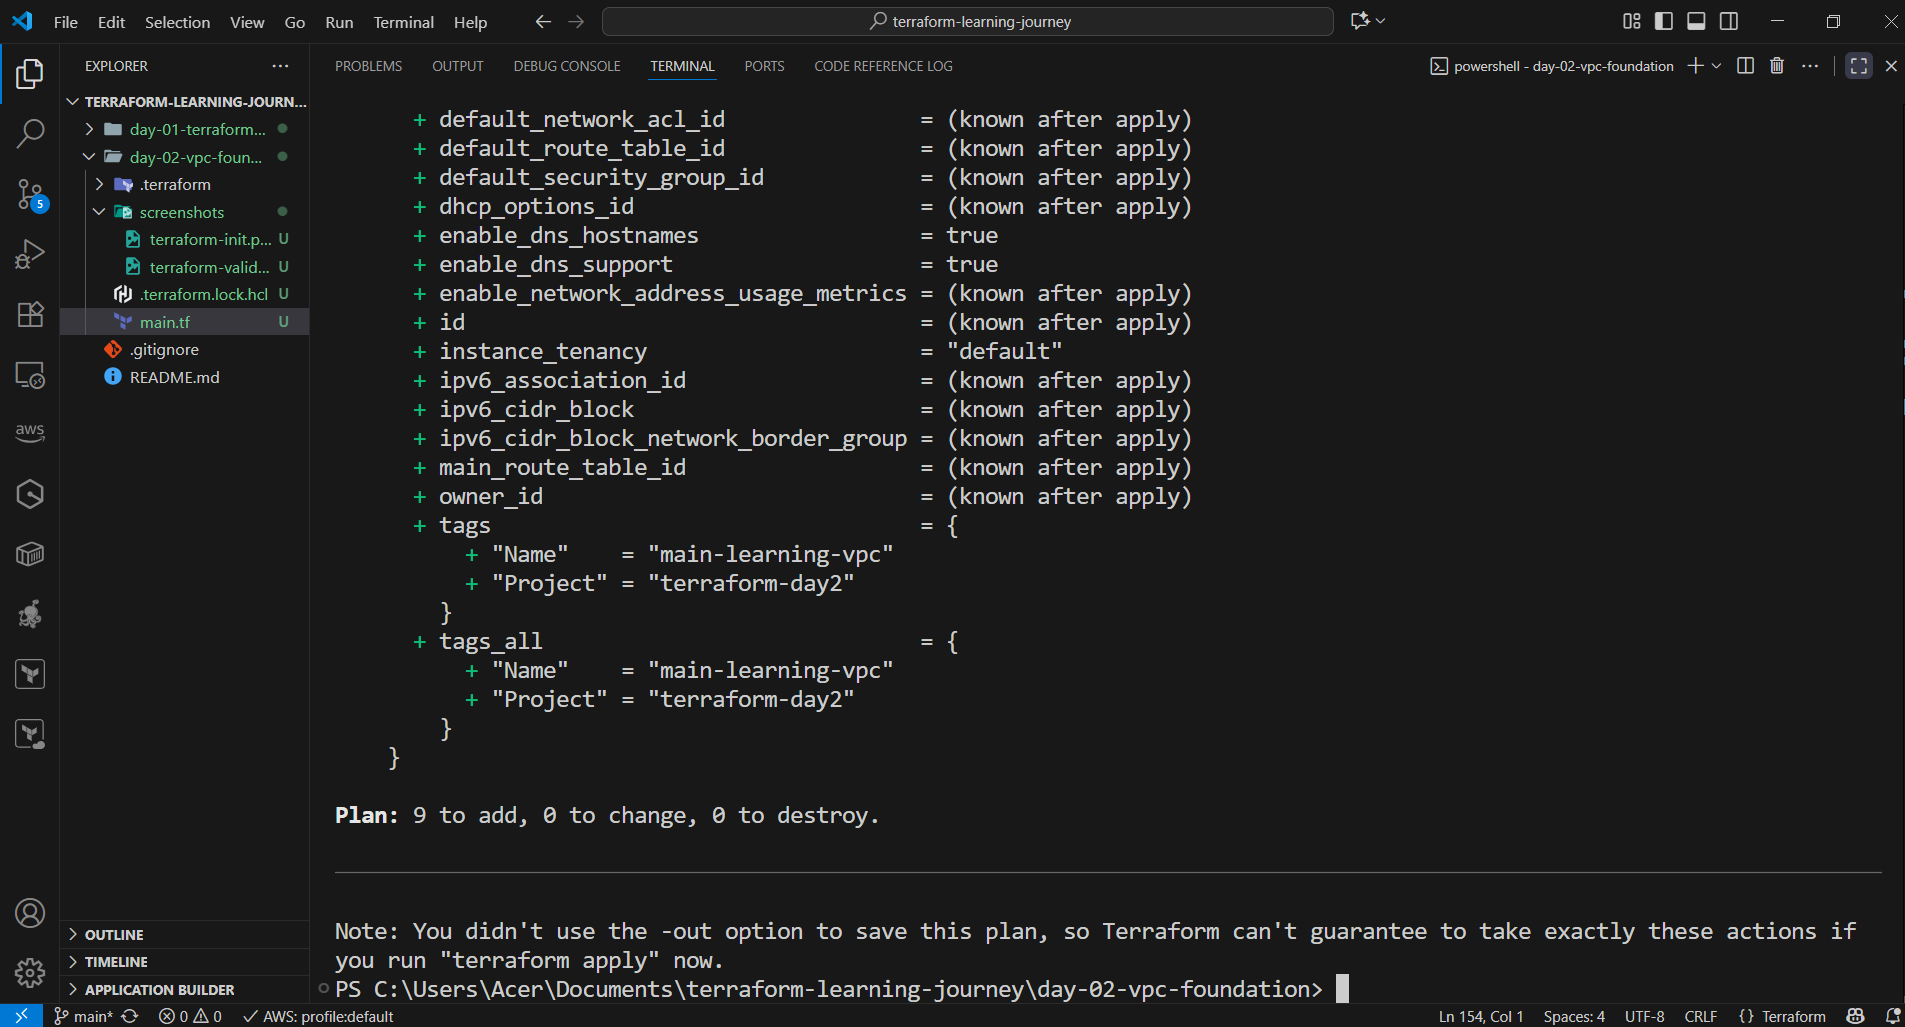 File Edit Selection View Go Run Terminal Help
terraform-learning-journey
EXPLORER
TERRAFORM-LEARNING-JOURN...
day-01-terraform...
day-02-vpc-foun...
.terraform
screenshots
terraform-init.p... U
terraform-valid... U
.terraform.lock.hcl U
main.tf U
.gitignore
README.md
5
aws
OUTLINE
TIMELINE
APPLICATION BUILDER
PROBLEMS OUTPUT DEBUG CONSOLE TERMINAL PORTS CODE REFERENCE LOG
powershell - day-02-vpc-foundation
+ default_network_acl_id = (known after apply)
+ default_route_table_id = (known after apply)
+ default_security_group_id = (known after apply)
+ dhcp_options_id = (known after apply)
+ enable_dns_hostnames = true
+ enable_dns_support = true
+ enable_network_address_usage_metrics = (known after apply)
+ id = (known after apply)
+ instance_tenancy = "default"
+ ipv6_association_id = (known after apply)
+ ipv6_cidr_block = (known after apply)
+ ipv6_cidr_block_network_border_group = (known after apply)
+ main_route_table_id = (known after apply)
+ owner_id = (known after apply)
+ tags = {
+ "Name" = "main-learning-vpc"
+ "Project" = "terraform-day2"
}
+ tags_all = {
+ "Name" = "main-learning-vpc"
+ "Project" = "terraform-day2"
}
}
Plan: 9 to add, 0 to change, 0 to destroy.
Note: You didn't use the -out option to save this plan, so Terraform can't guarantee to take exactly these actions if
you run "terraform apply" now.
PS C:\Users\Acer\Documents\terraform-learning-journey\day-02-vpc-foundation>
main* 0 0 AWS: profile:default Ln 154, Col 1 Spaces: 4 UTF-8 CRLF {} Terraform